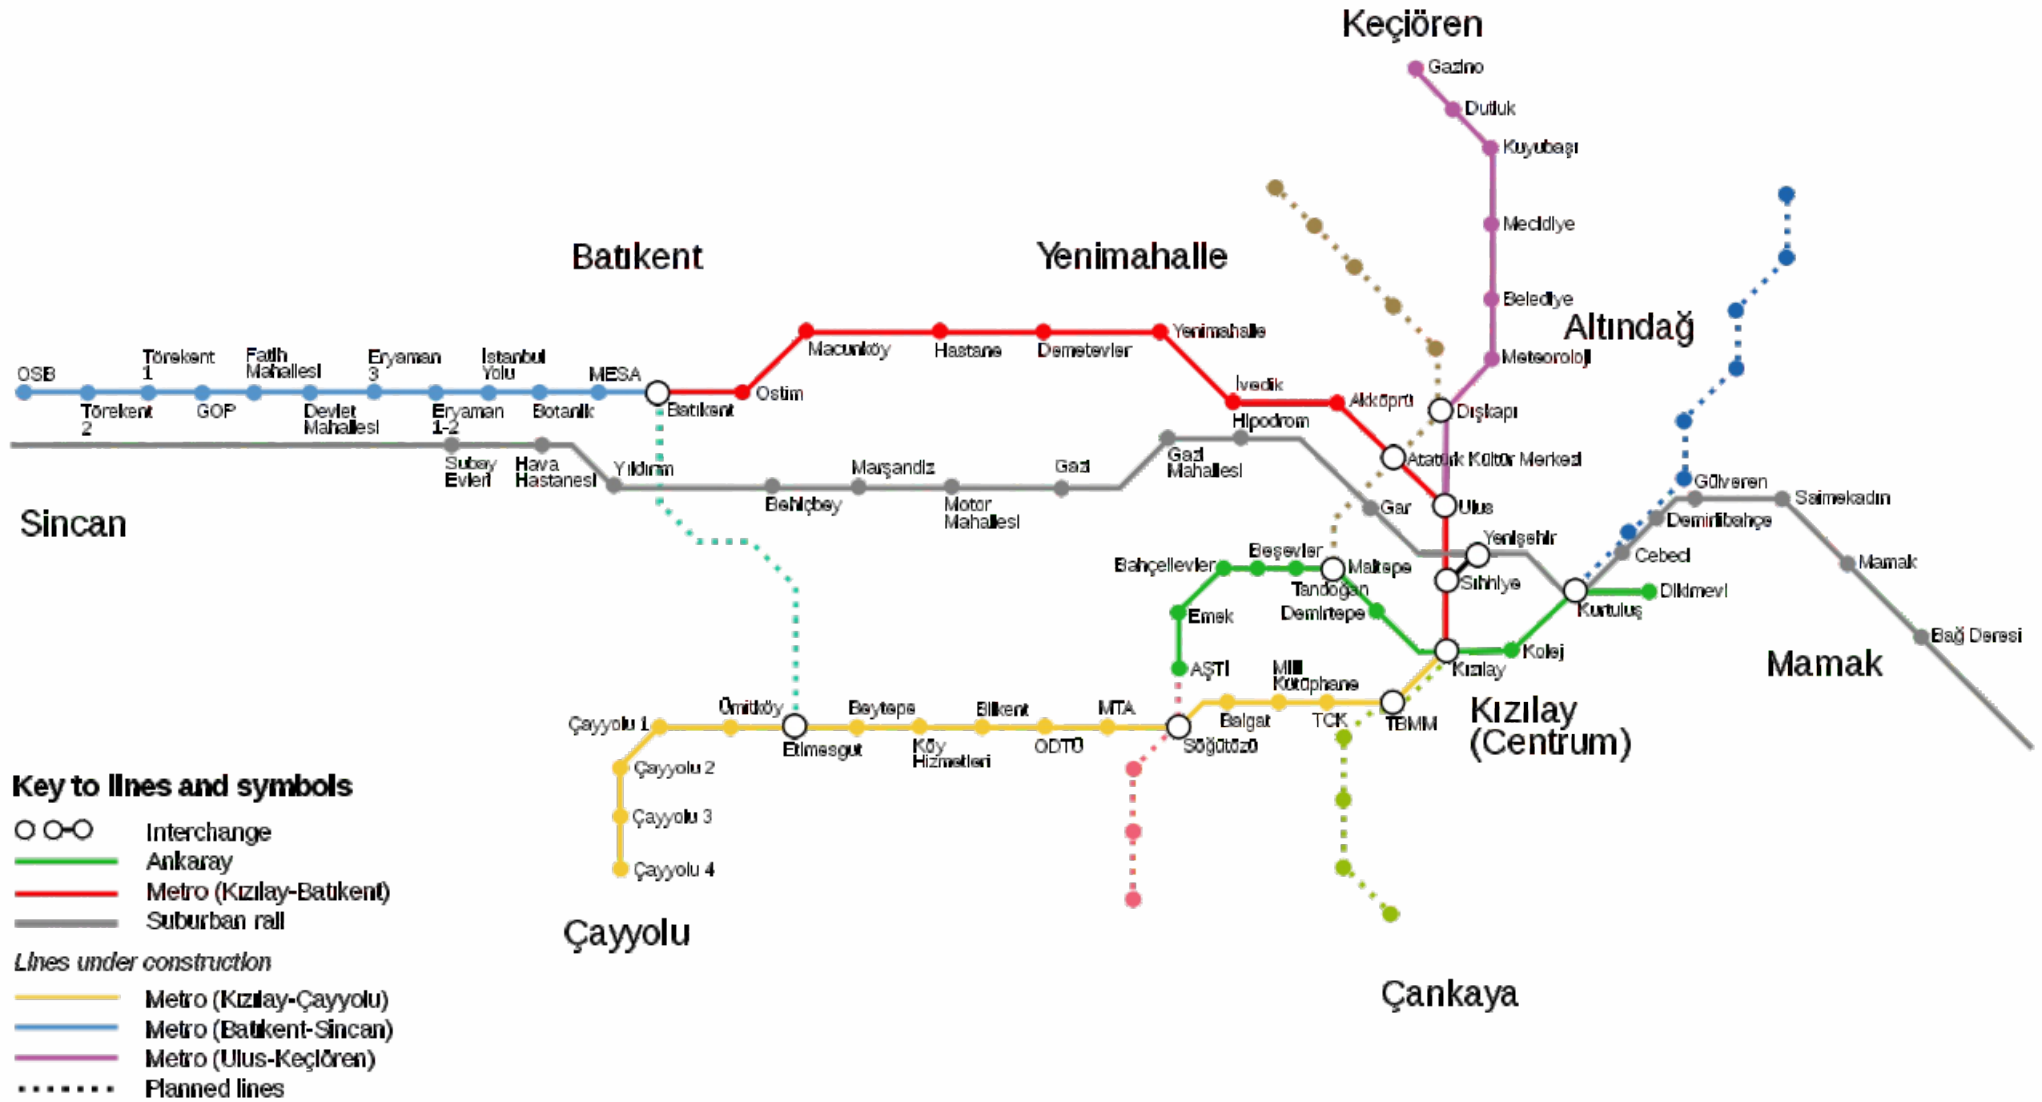 Keçiören
Gazino
Dutluk
Kuyubaşı
Mecidiye
Belediye
Meteoroloji
Altındağ
Batıkent
Yenimahalle
Yenimahalle
Macunköy
Hastane
Demetevler
OSB
Törekent
2
Törekent
1
GOP
Fatih
Mahallesi
Devlet
Mahallesi
Eryaman
3
Eryaman
1-2
İstanbul
Yolu
Botanik
MESA
Batıkent
Ostim
İvedik
Akköprü
Dışkapı
Atatürk Kültür Merkezi
Ulus
Hipodrom
Gazi
Mahallesi
Gar
Subay
Evleri
Hava
Hastanesi
Yıldırım
Behiçbey
Marşandiz
Motor
Mahallesi
Gazi
Sincan
Yenişehir
Sıhhiye
Gülveren
Saimekadın
Demirlibahçe
Cebeci
Mamak
Bağ Deresi
Mamak
Bahçelievler
Beşevler
Maltepe
Tandoğan
Demirtepe
Emek
AŞTİ
Kurtuluş
Dikimevi
Kolej
Kızılay
Kızılay
(Centrum)
Milli
Kütüphane
Balgat
TCK
TBMM
Söğütözü
MTA
ODTÜ
Bilkent
Köy
Hizmetleri
Beytepe
Etimesgut
Ümitköy
Çayyolu 1
Çayyolu 2
Çayyolu 3
Çayyolu 4
Çayyolu
Çankaya
Key to lines and symbols
Interchange
Ankaray
Metro (Kızılay-Batıkent)
Suburban rail
Lines under construction
Metro (Kızılay-Çayyolu)
Metro (Batıkent-Sincan)
Metro (Ulus-Keçiören)
Planned lines